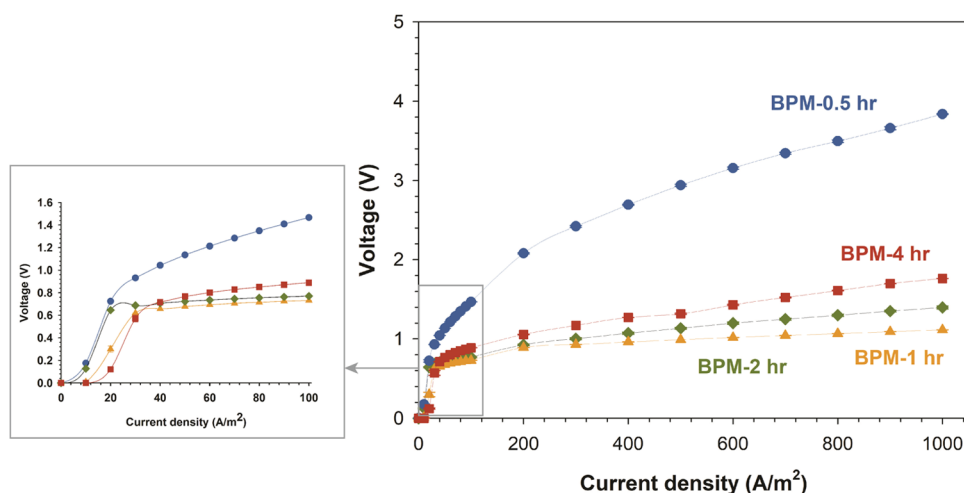 1.6
1.4
1.2
1.0
0.8
0.6
0.4
0.2
0.0
Voltage (V)
0 20 40 60 80 100
Current density (A/m²)
5
4
3
2
1
0
Voltage (V)
BPM-0.5 hr
BPM-4 hr
BPM-2 hr
BPM-1 hr
0 200 400 600 800 1000
Current density (A/m²)